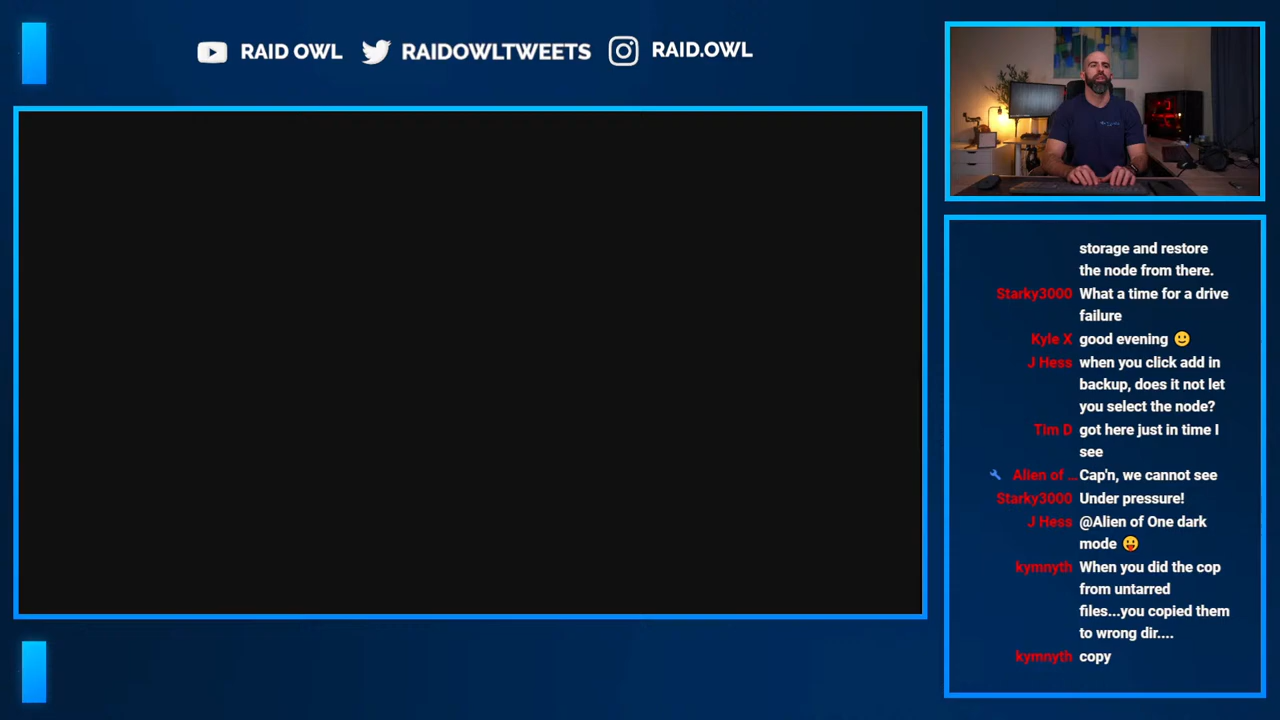 RAID OWL RAIDOWLTWEETS RAID.OWL
storage and restore
the node from there.
Starky3000 What a time for a drive
failure
Kyle X good evening 🙂
J Hess when you click add in
backup, does it not let
you select the node?
Tim D got here just in time I
see
Alien of ... Cap'n, we cannot see
Starky3000 Under pressure!
J Hess @Alien of One dark
mode 😛
kymnyth When you did the cop
from untarred
files...you copied them
to wrong dir....
kymnyth copy